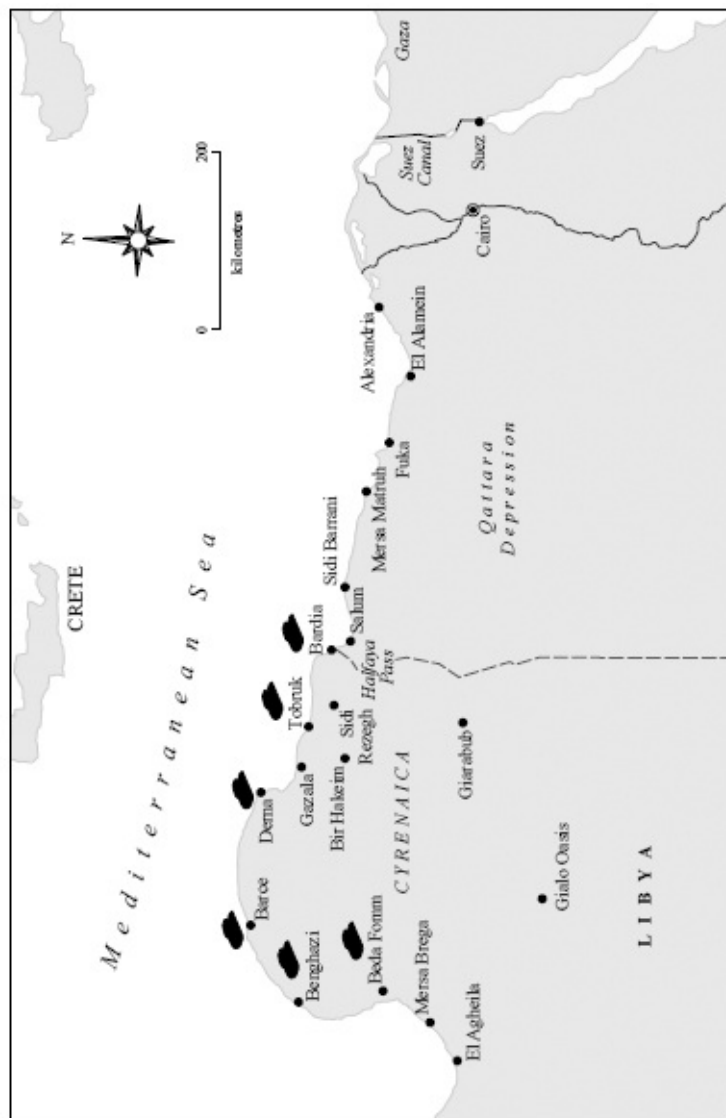 Mediterranean Sea
CRETE
N
0
200
kilometres
Gaza
Suez
Canal
Suez
Cairo
Alexandria
El Alamein
Fuka
Mersa Matruh
Qattara
Depression
Sidi Barrani
Salum
Bardia
Halfaya
Pass
Tobruk
Sidi
Rezegh
Gazala
Bir Hakeim
Derna
Barce
Benghazi
Beda Fomm
Mersa Brega
El Agheila
CYRENAICA
Giarabub
Gialo Oasis
LIBYA